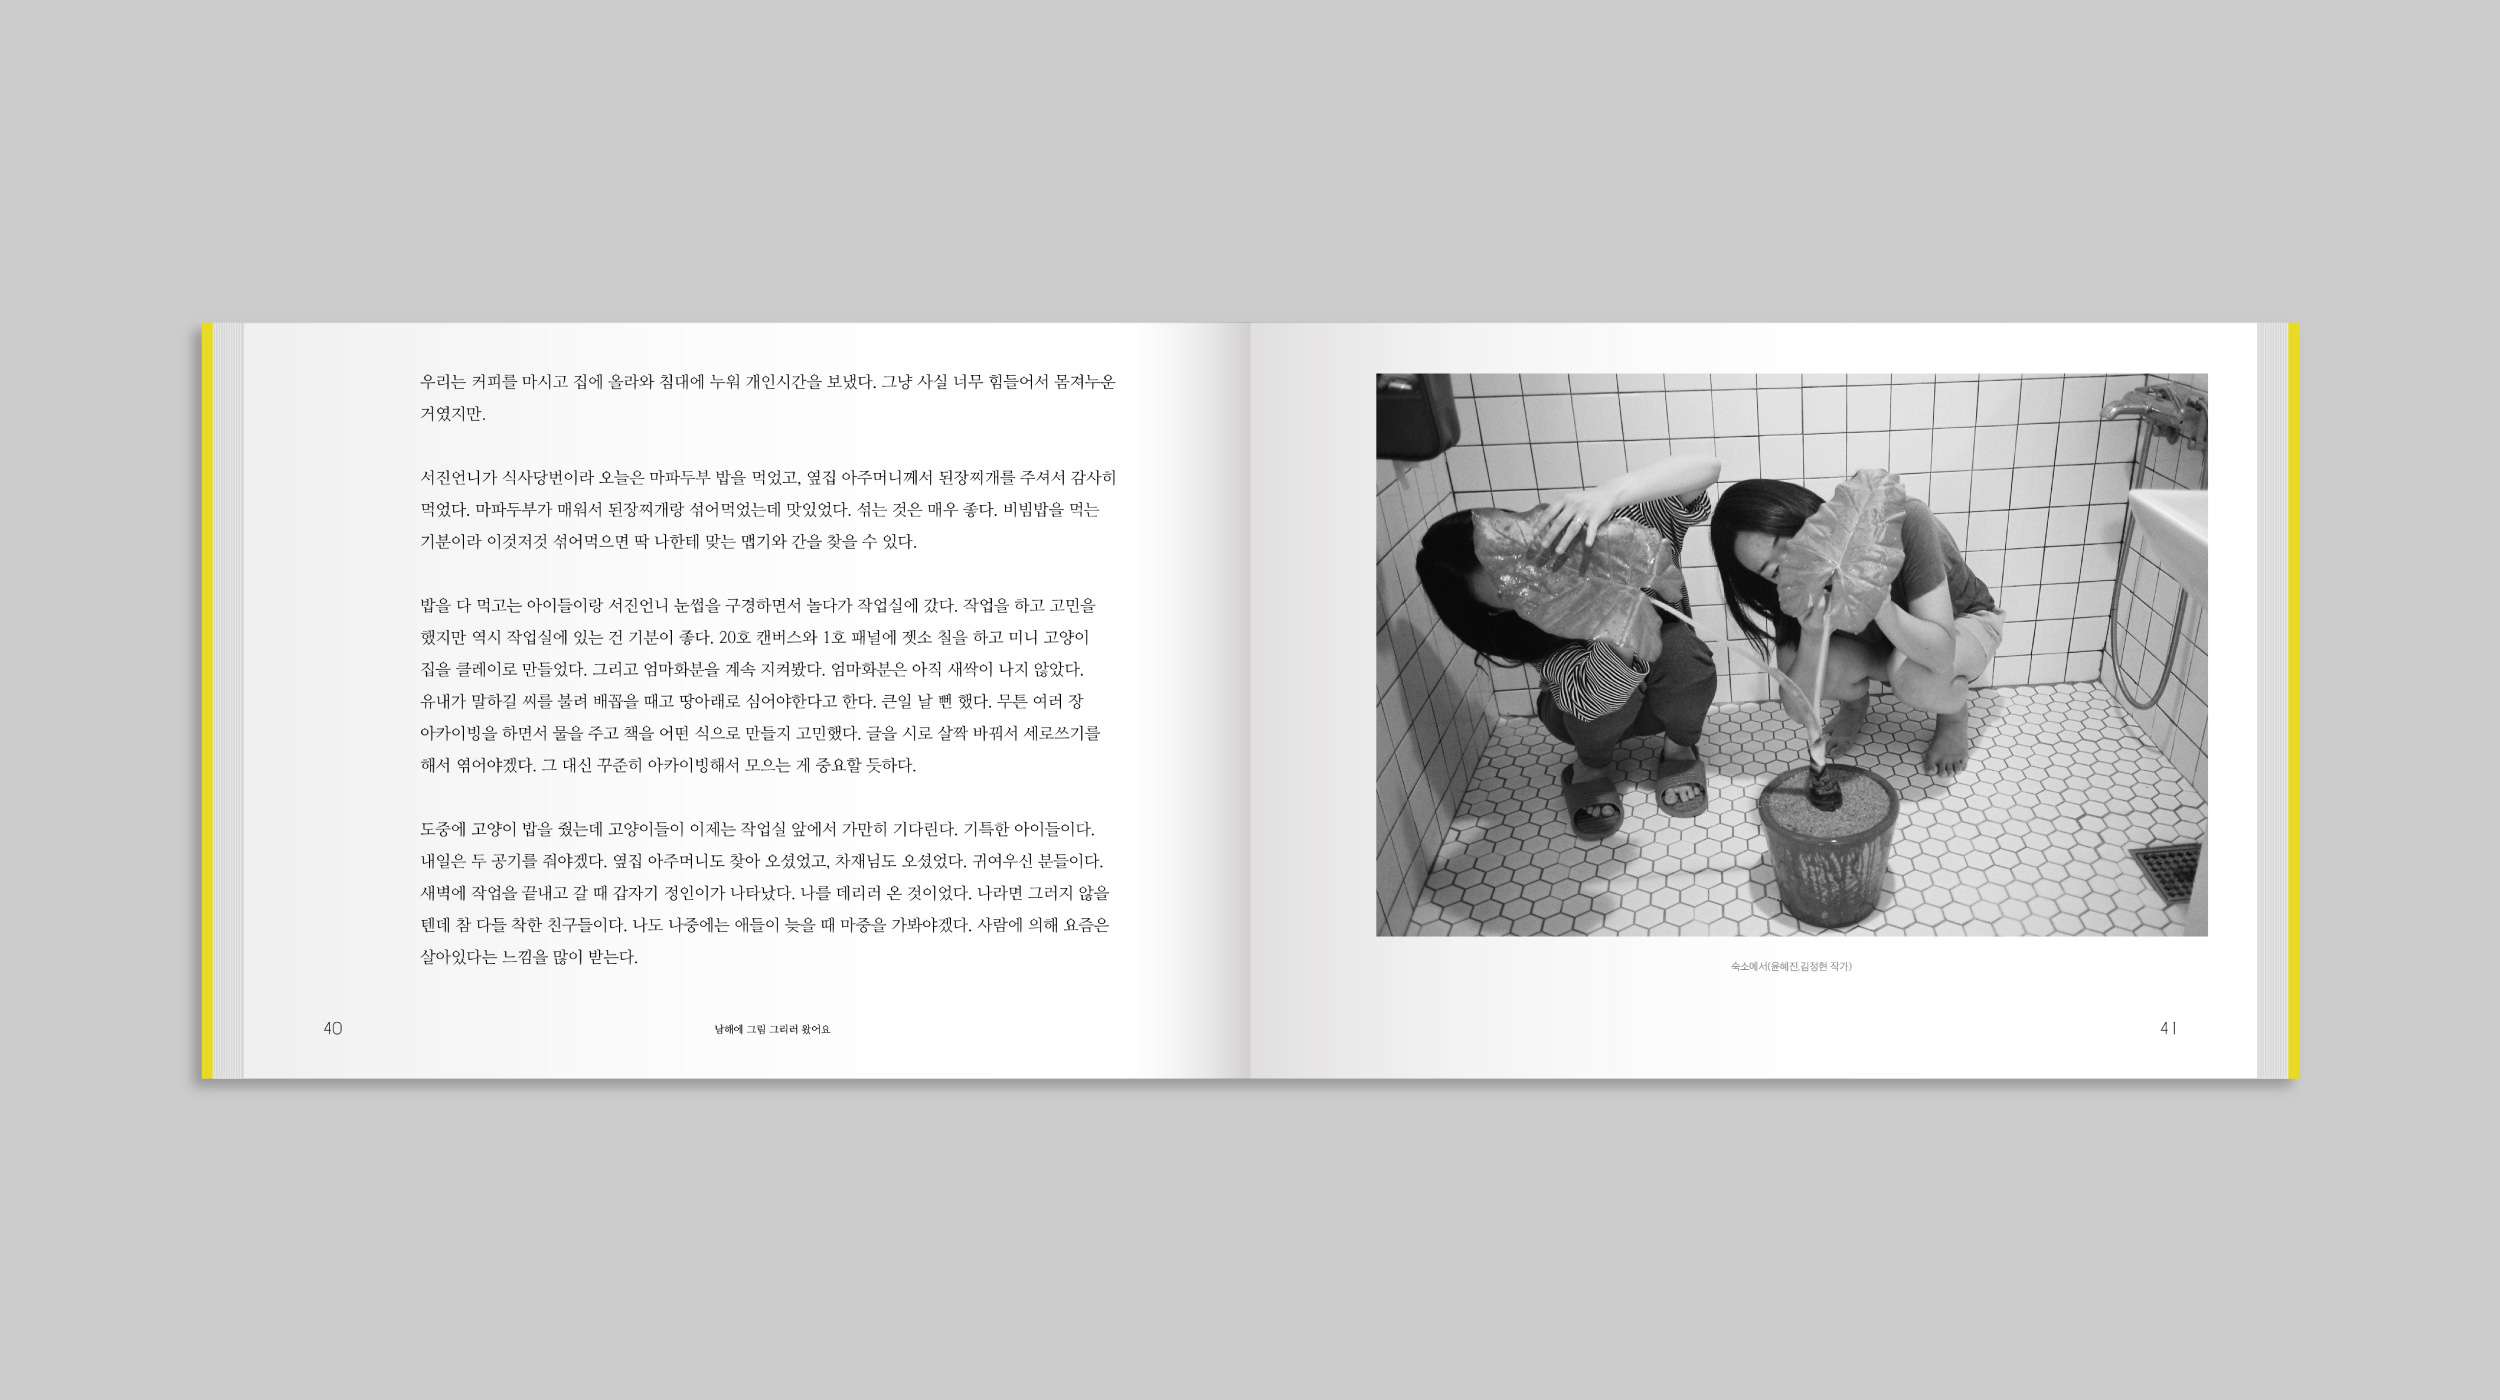 우리는 커피를 마시고 집에 올라와 침대에 누워 개인시간을 보냈다. 그냥 사실 너무 힘들어서 몸져누운
거였지만.
서진언니가 식사당번이라 오늘은 마파두부 밥을 먹었고, 옆집 아주머니께서 된장찌개를 주셔서 감사히
먹었다. 마파두부가 매워서 된장찌개랑 섞어먹었는데 맛있었다. 섞는 것은 매우 좋다. 비빔밥을 먹는
기분이라 이것저것 섞어먹으면 딱 나한테 맞는 맵기와 간을 찾을 수 있다.
밥을 다 먹고는 아이들이랑 서진언니 눈썹을 구경하면서 놀다가 작업실에 갔다. 작업을 하고 고민을
했지만 역시 작업실에 있는 건 기분이 좋다. 20호 캔버스와 1호 패널에 젯소 칠을 하고 미니 고양이
집을 클레이로 만들었다. 그리고 엄마화분을 계속 지켜봤다. 엄마화분은 아직 새싹이 나지 않았다.
유내가 말하길 씨를 불려 배꼽을 때고 땅아래로 심어야한다고 한다. 큰일 날 뻔 했다. 무튼 여러 장
아카이빙을 하면서 물을 주고 책을 어떤 식으로 만들지 고민했다. 글을 시로 살짝 바꿔서 세로쓰기를
해서 엮어야겠다. 그 대신 꾸준히 아카이빙해서 모으는 게 중요할 듯하다.
도중에 고양이 밥을 줬는데 고양이들이 이제는 작업실 앞에서 가만히 기다린다. 기특한 아이들이다.
내일은 두 공기를 줘야겠다. 옆집 아주머니도 찾아 오셨었고, 차재님도 오셨었다. 귀여우신 분들이다.
새벽에 작업을 끝내고 갈 때 갑자기 정인이가 나타났다. 나를 데리러 온 것이었다. 나라면 그러지 않을
텐데 참 다들 착한 친구들이다. 나도 나중에는 애들이 늦을 때 마중을 가봐야겠다. 사람에 의해 요즘은
살아있다는 느낌을 많이 받는다.
40
남해에 그림 그리러 왔어요
숙소에서(윤혜진,김정현 작가)
41